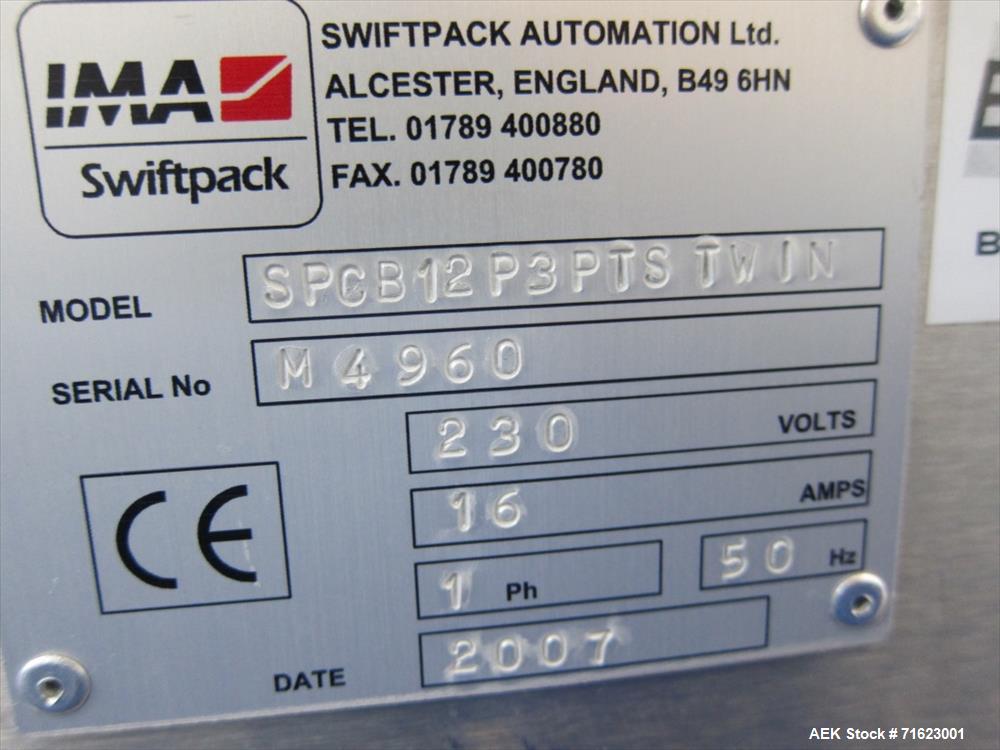 IMA
Swiftpack
SWIFTPACK AUTOMATION Ltd.
ALCESTER, ENGLAND, B49 6HN
TEL. 01789 400880
FAX. 01789 400780
MODEL SPCB12P3PTS TWIN
SERIAL No M4960
230 VOLTS
16 AMPS
CE
1 Ph 50 Hz
DATE 2007
B
AEK Stock # 71623001